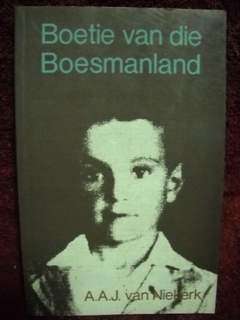 Boetie van die
Boesmanland
A.A.J. van Niekerk